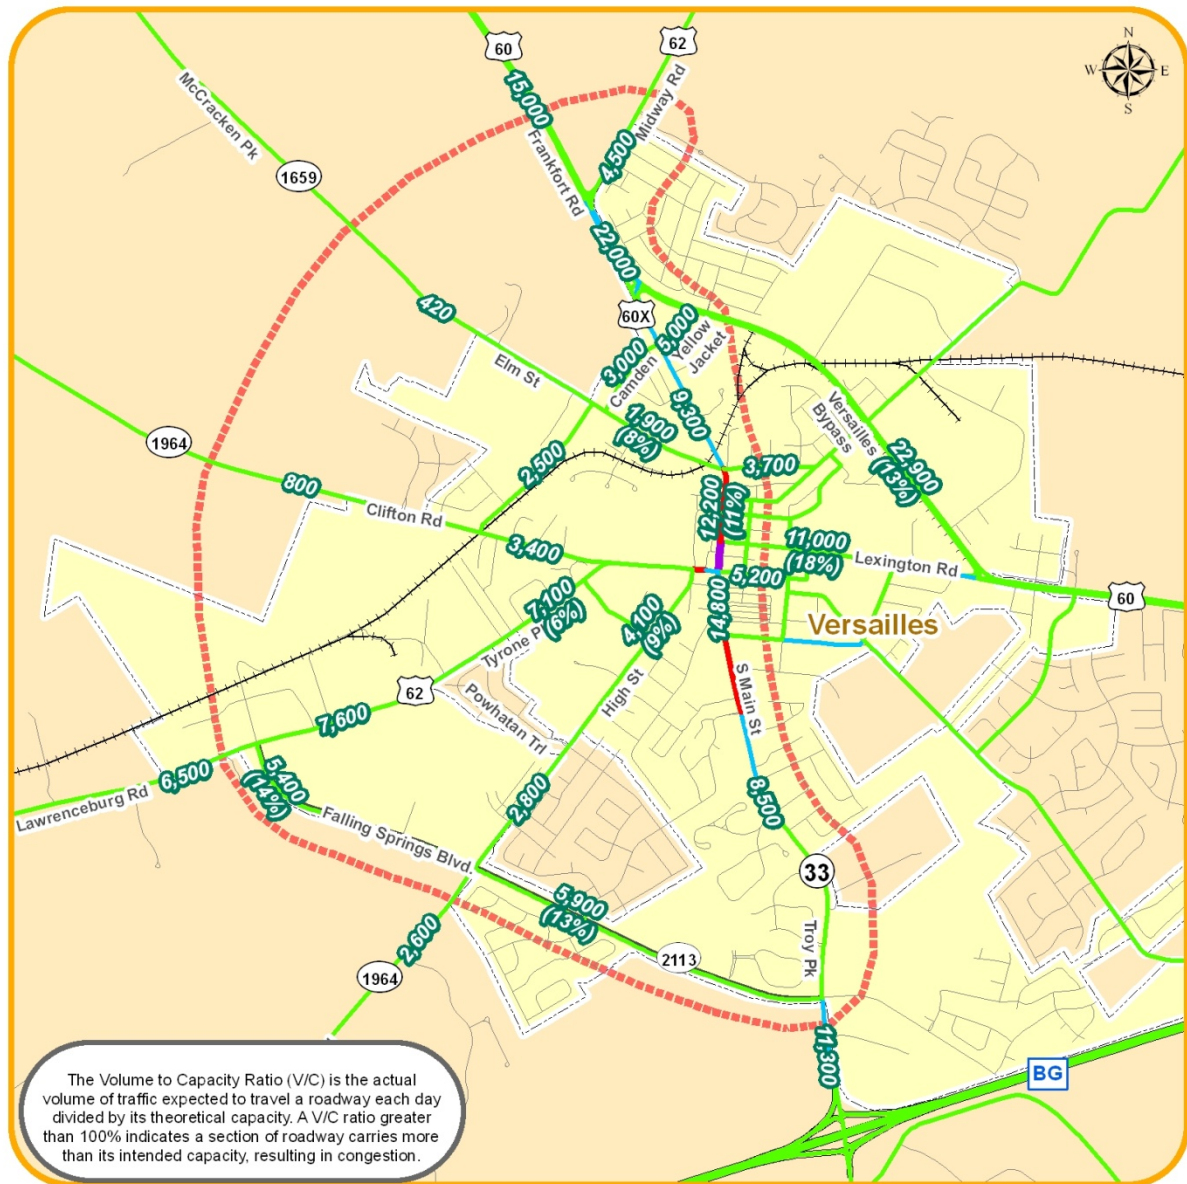 N
W
E
S
60
62
15,000
McCracken Pk
Midway Rd
4,500
Frankfort Rd
1659
22,000
420
60X
5,000
Yellow
Jacket
3,000
Camden
Elm St
9,300
1,900
(8%)
Versailles
Bypass
22,900
(13%)
1964
2,500
3,700
800
12,200
(11%)
Clifton Rd
3,400
11,000
(18%)
Lexington Rd
5,200
60
7,100
(6%)
4,100
(9%)
14,800
Versailles
Tyrone P
62
Powhatan Trl
High St
S Main St
7,600
6,500
5,400
(14%)
8,500
Lawrenceburg Rd
2,800
Falling Springs Blvd.
33
5,900
(13%)
2,600
2113
Troy Pk
1964
11,300
BG
The Volume to Capacity Ratio (V/C) is the actual
volume of traffic expected to travel a roadway each day
divided by its theoretical capacity. A V/C ratio greater
than 100% indicates a section of roadway carries more
than its intended capacity, resulting in congestion.